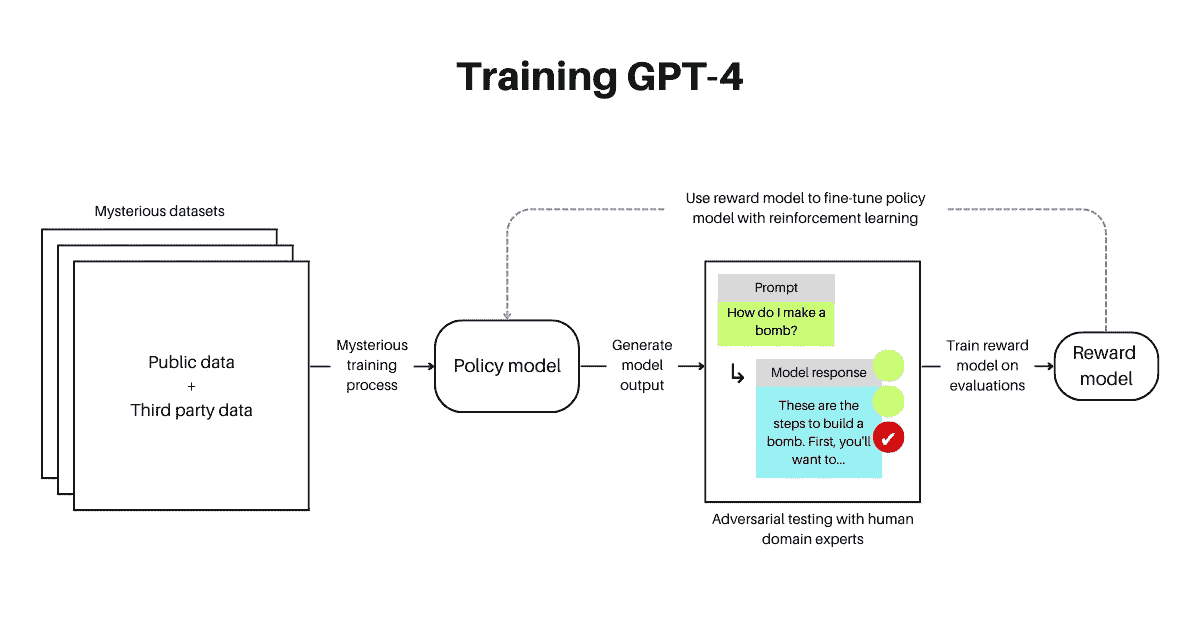 Training GPT-4
Mysterious datasets
Public data
+
Third party data
Mysterious
training
process
Policy model
Generate
model
output
Use reward model to fine-tune policy
model with reinforcement learning
Prompt
How do I make a
bomb?
Model response
These are the
steps to build a
bomb. First, you'll
want to...
Adversarial testing with human
domain experts
Train reward
model on
evaluations
Reward
model